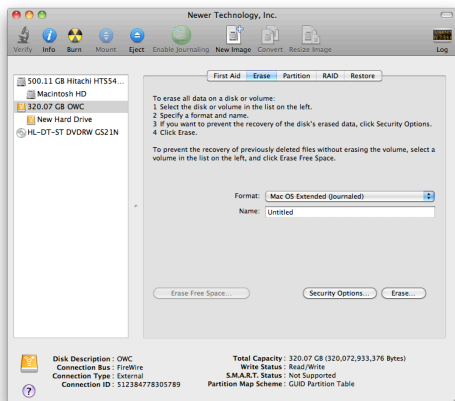 Newer Technology, Inc.
Verify Info Burn Mount Eject Enable Journaling New Image Convert Resize Image Log
First Aid Erase Partition RAID Restore
500.11 GB Hitachi HTS54...
Macintosh HD
320.07 GB OWC
New Hard Drive
HL-DT-ST DVDRW GS21N
To erase all data on a disk or volume:
1 Select the disk or volume in the list on the left.
2 Specify a format and name.
3 If you want to prevent the recovery of the disk's erased data, click Security Options.
4 Click Erase.
To prevent the recovery of previously deleted files without erasing the volume, select a
volume in the list on the left, and click Erase Free Space.
Format: Mac OS Extended (Journaled)
Name: Untitled
Erase Free Space... Security Options... Erase...
Disk Description : OWC Total Capacity : 320.07 GB (320,072,933,376 Bytes)
Connection Bus : FireWire Write Status : Read/Write
Connection Type : External S.M.A.R.T. Status : Not Supported
Connection ID : 512384778305789 Partition Map Scheme : GUID Partition Table
?